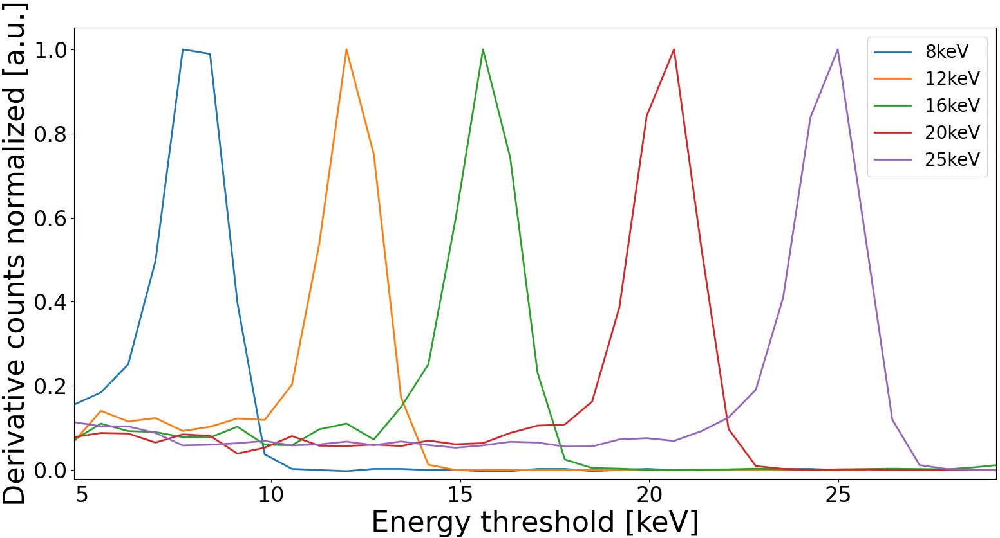 Derivative counts normalized [a.u.]
1.0
0.8
0.6
0.4
0.2
0.0
8keV
12keV
16keV
20keV
25keV
5 10 15 20 25
Energy threshold [keV]